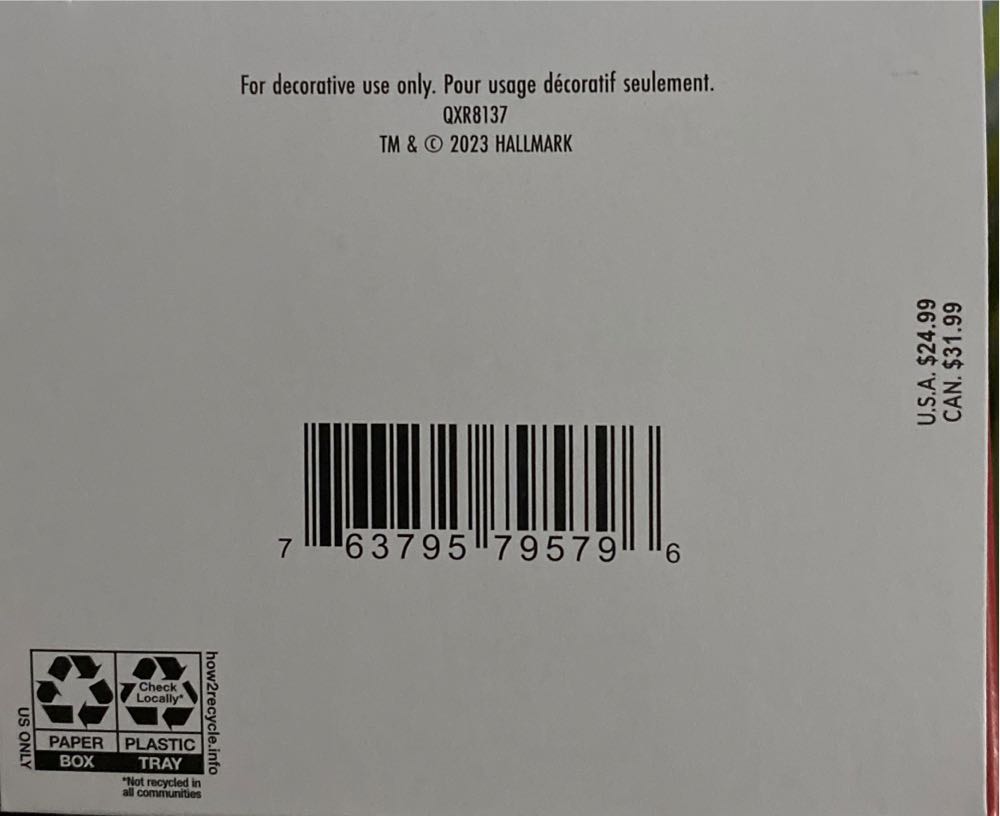 For decorative use only. Pour usage décoratif seulement.
QXR8137
TM & © 2023 HALLMARK
U.S.A. $24.99
CAN. $31.99
7 63795 79579 6
US ONLY
Check
Locally*
PAPER PLASTIC
BOX TRAY
how2recycle.info
*Not recycled in
all communities